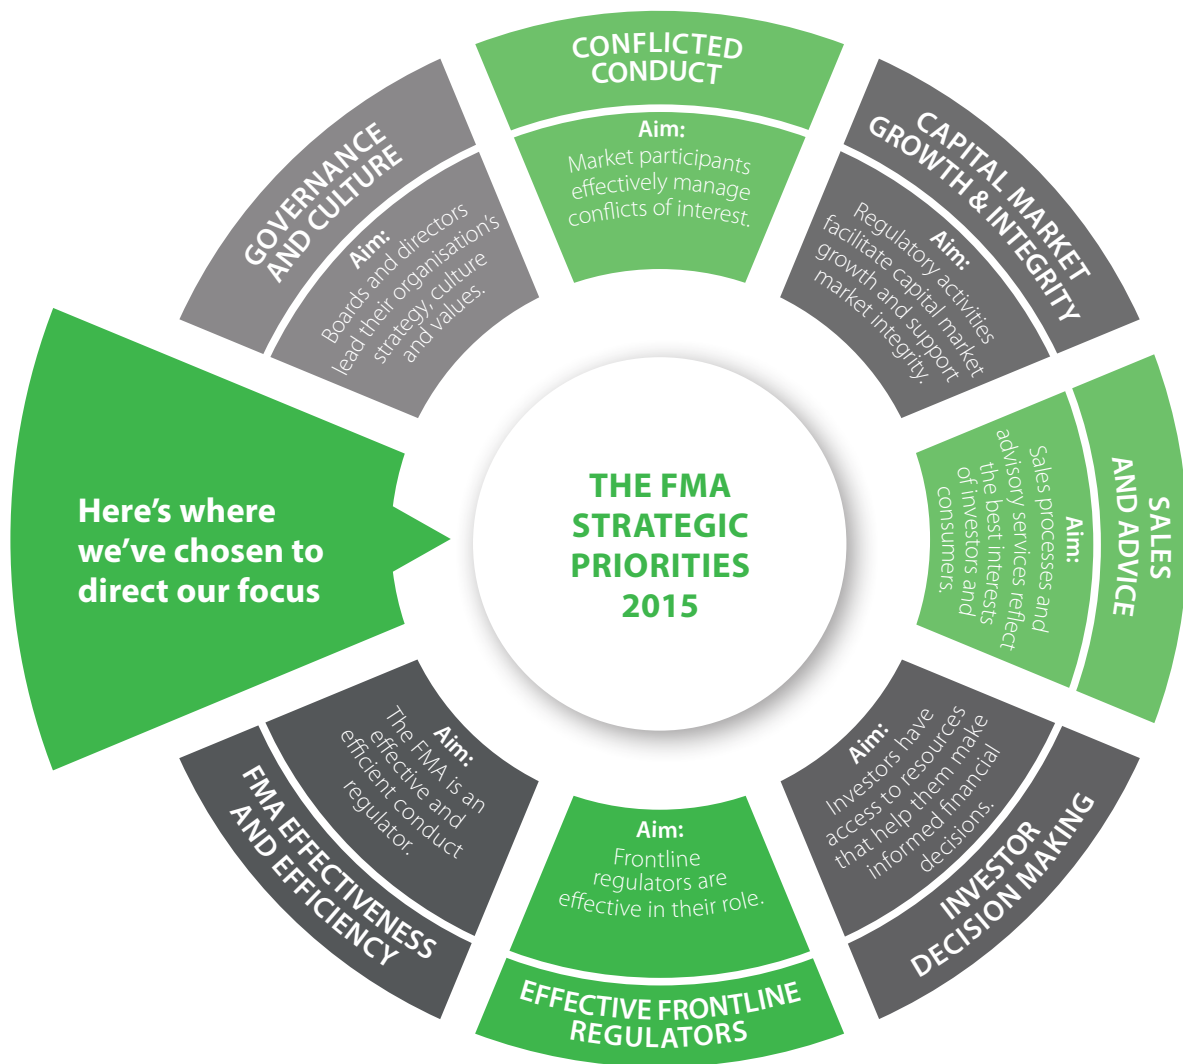 Here's where
we've chosen to
direct our focus
THE FMA
STRATEGIC
PRIORITIES
2015
GOVERNANCE
AND CULTURE
Aim:
Boards and directors
lead their organisation's
strategy, culture
and values.
CONFLICTED
CONDUCT
Aim:
Market participants
effectively manage
conflicts of interest.
CAPITAL MARKET
GROWTH & INTEGRITY
Aim:
Regulatory activities
facilitate capital market
growth and support
market integrity.
SALES
AND ADVICE
Aim:
Sales processes and
advisory services reflect
the best interests
of investors and
consumers.
Aim:
Investors have
access to resources
that help them make
informed financial
decisions.
INVESTOR
DECISION MAKING
Aim:
Frontline
regulators are
effective in their role.
EFFECTIVE FRONTLINE
REGULATORS
Aim:
The FMA is an
effective and
efficient conduct
regulator.
FMA EFFECTIVENESS
AND EFFICIENCY